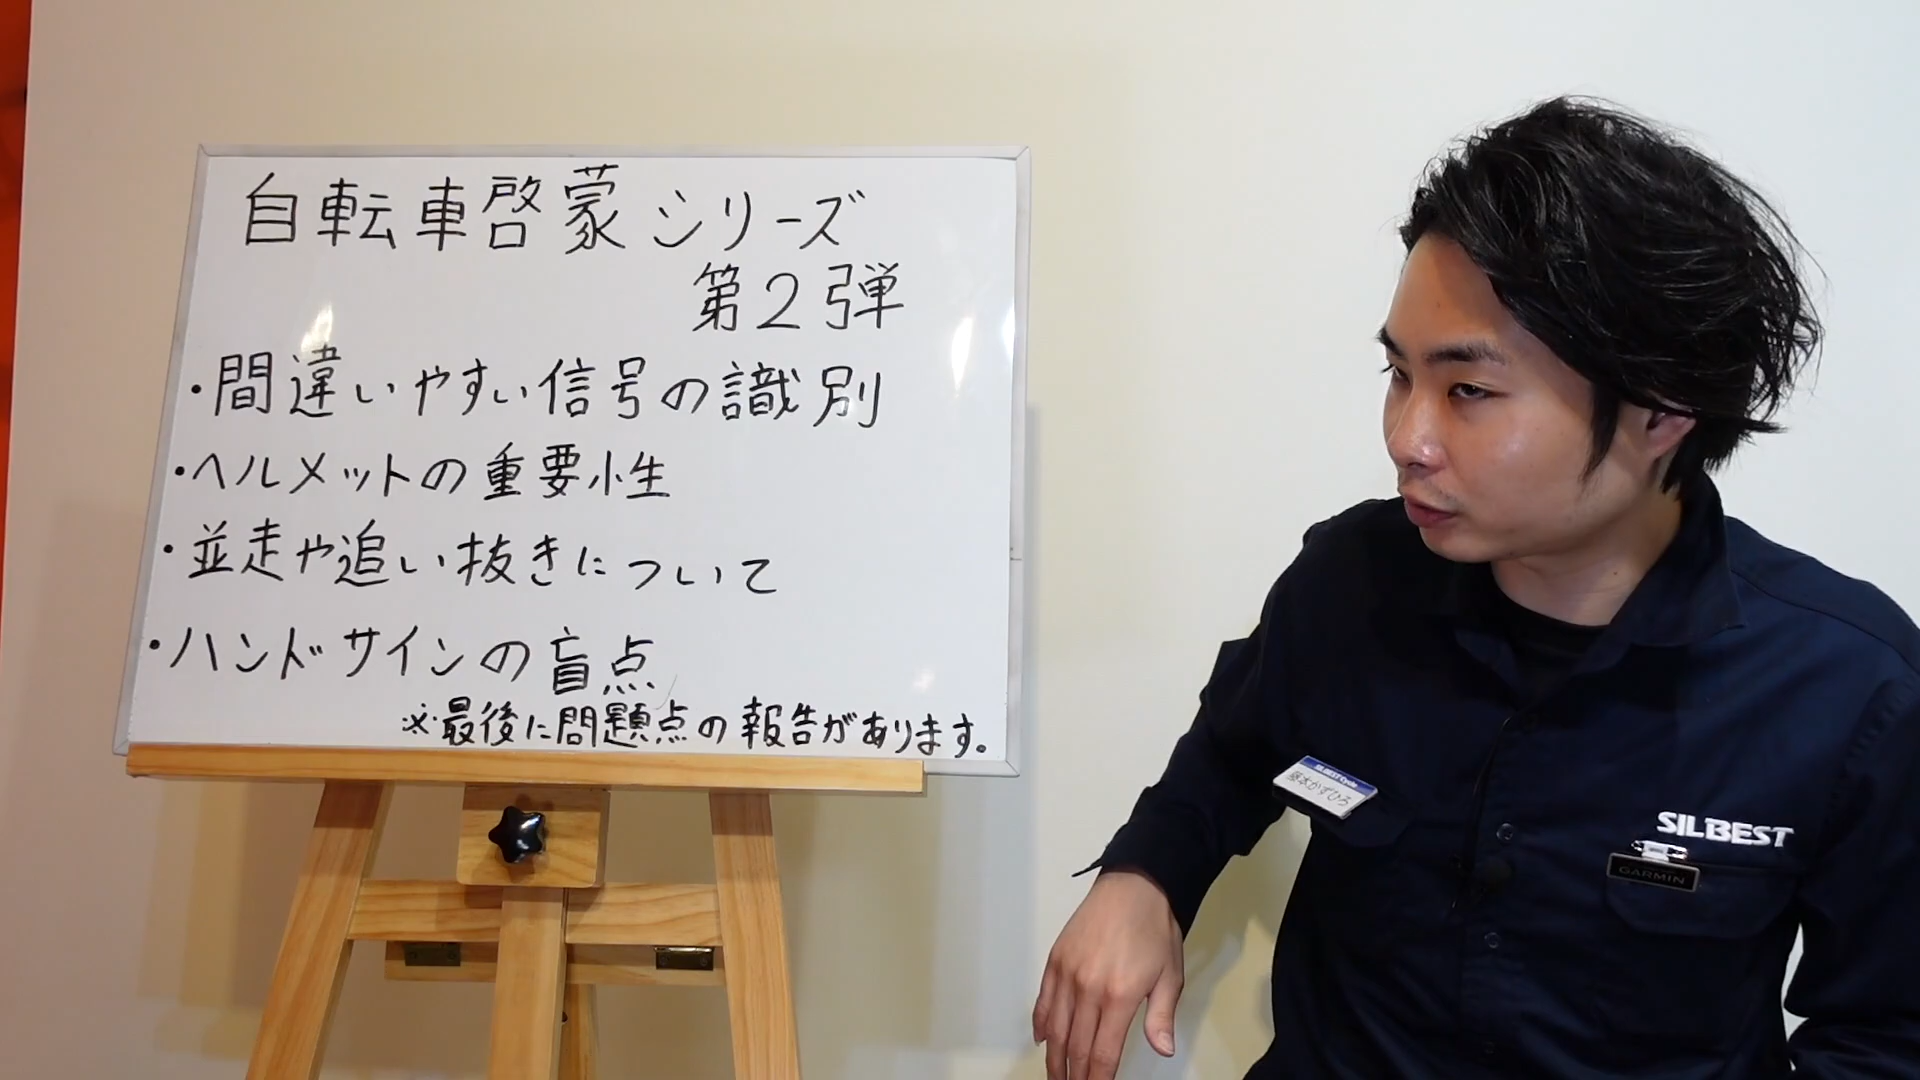 自転車啓蒙シリーズ
第2弾
・間違いやすい信号の識別
・ヘルメットの重要性
・並走や追い抜きについて
・ハンドサインの盲点
※最後に問題点の報告があります。
SILBEST Cycle
SILBEST
GARMIN